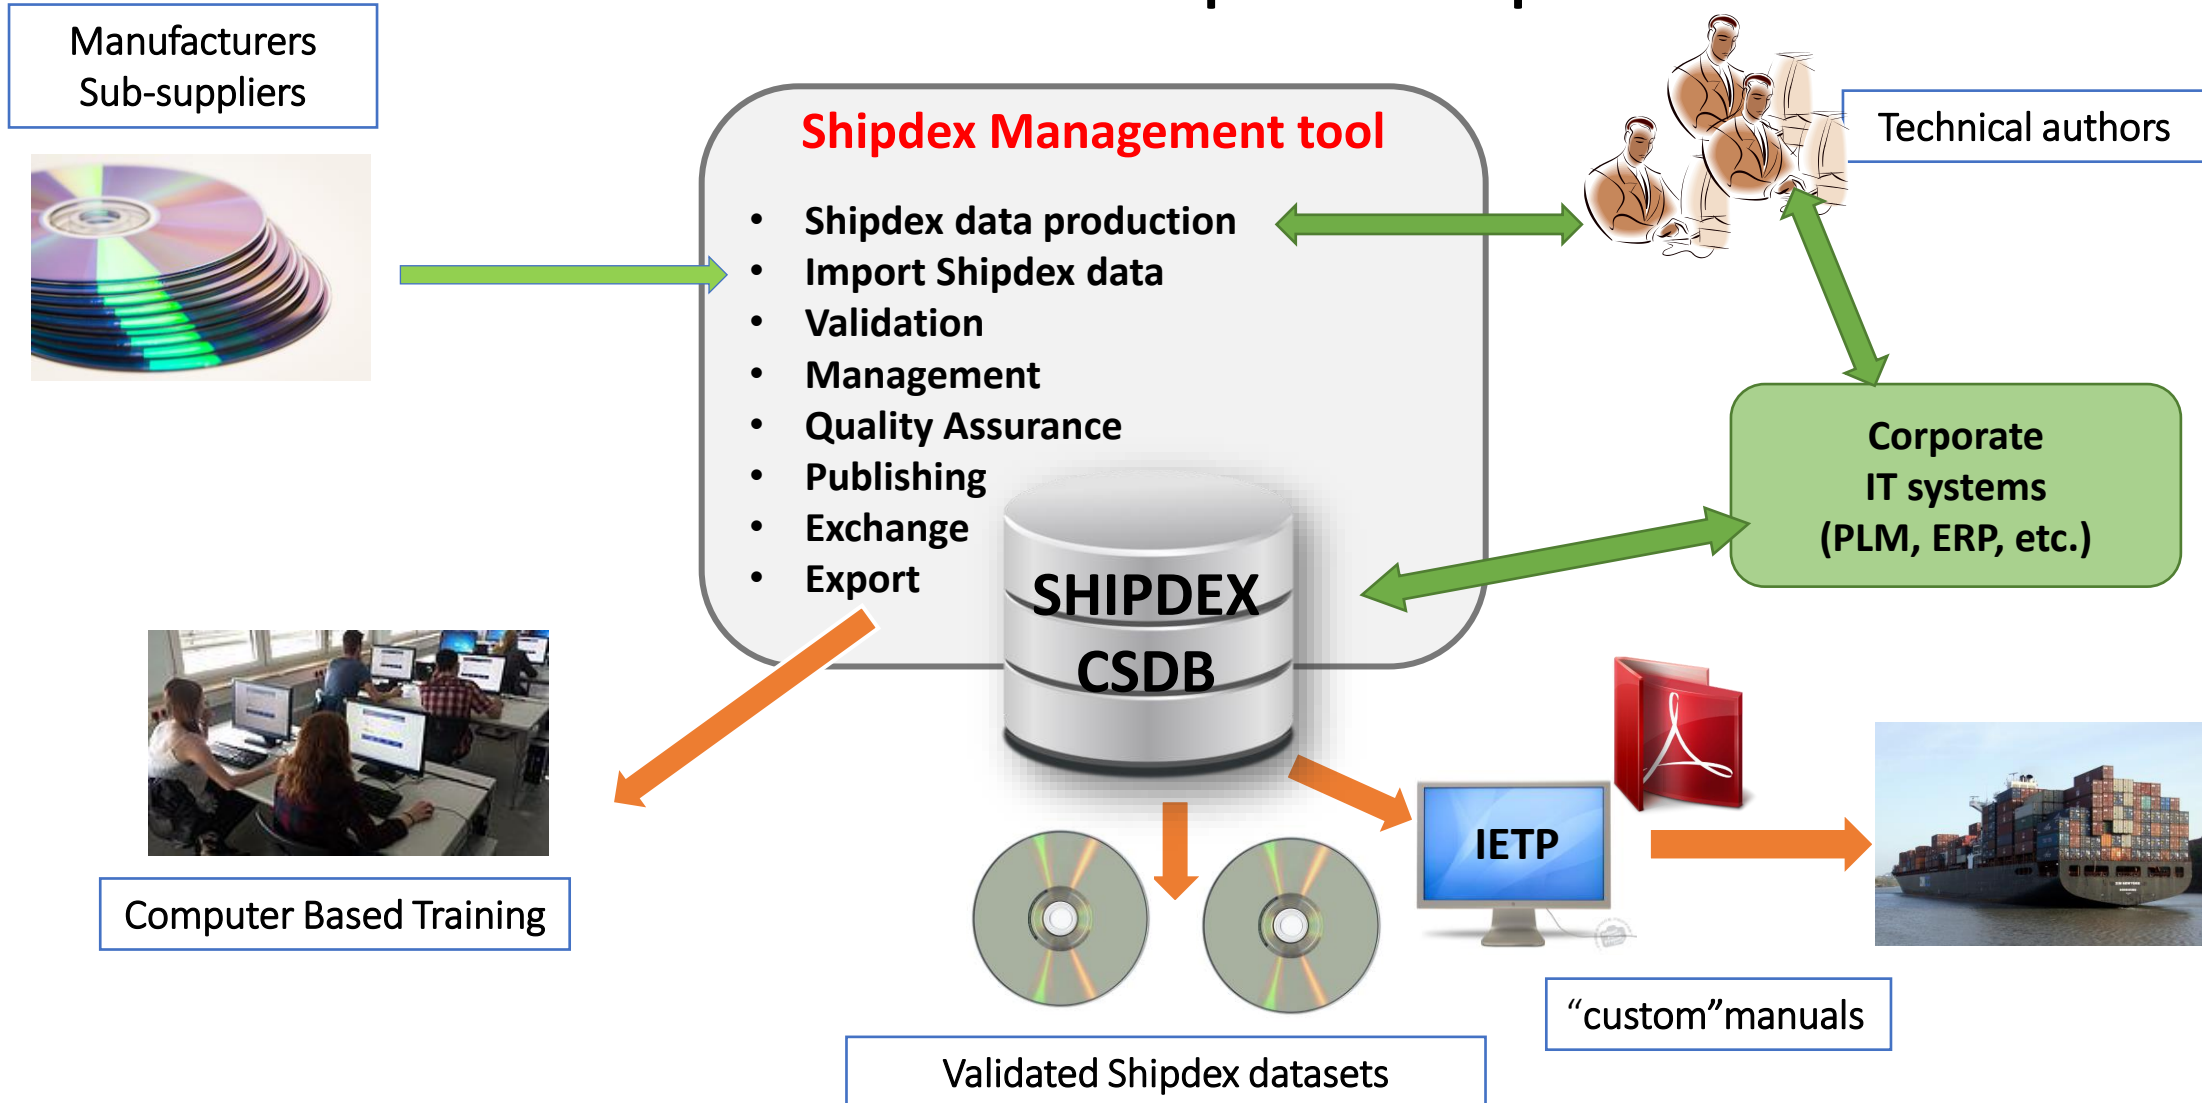 Manufacturers
Sub-suppliers
Shipdex Management tool
• Shipdex data production
• Import Shipdex data
• Validation
• Management
• Quality Assurance
• Publishing
• Exchange
• Export
SHIPDEX
CSDB
Technical authors
Corporate
IT systems
(PLM, ERP, etc.)
Computer Based Training
IETP
“custom”manuals
Validated Shipdex datasets